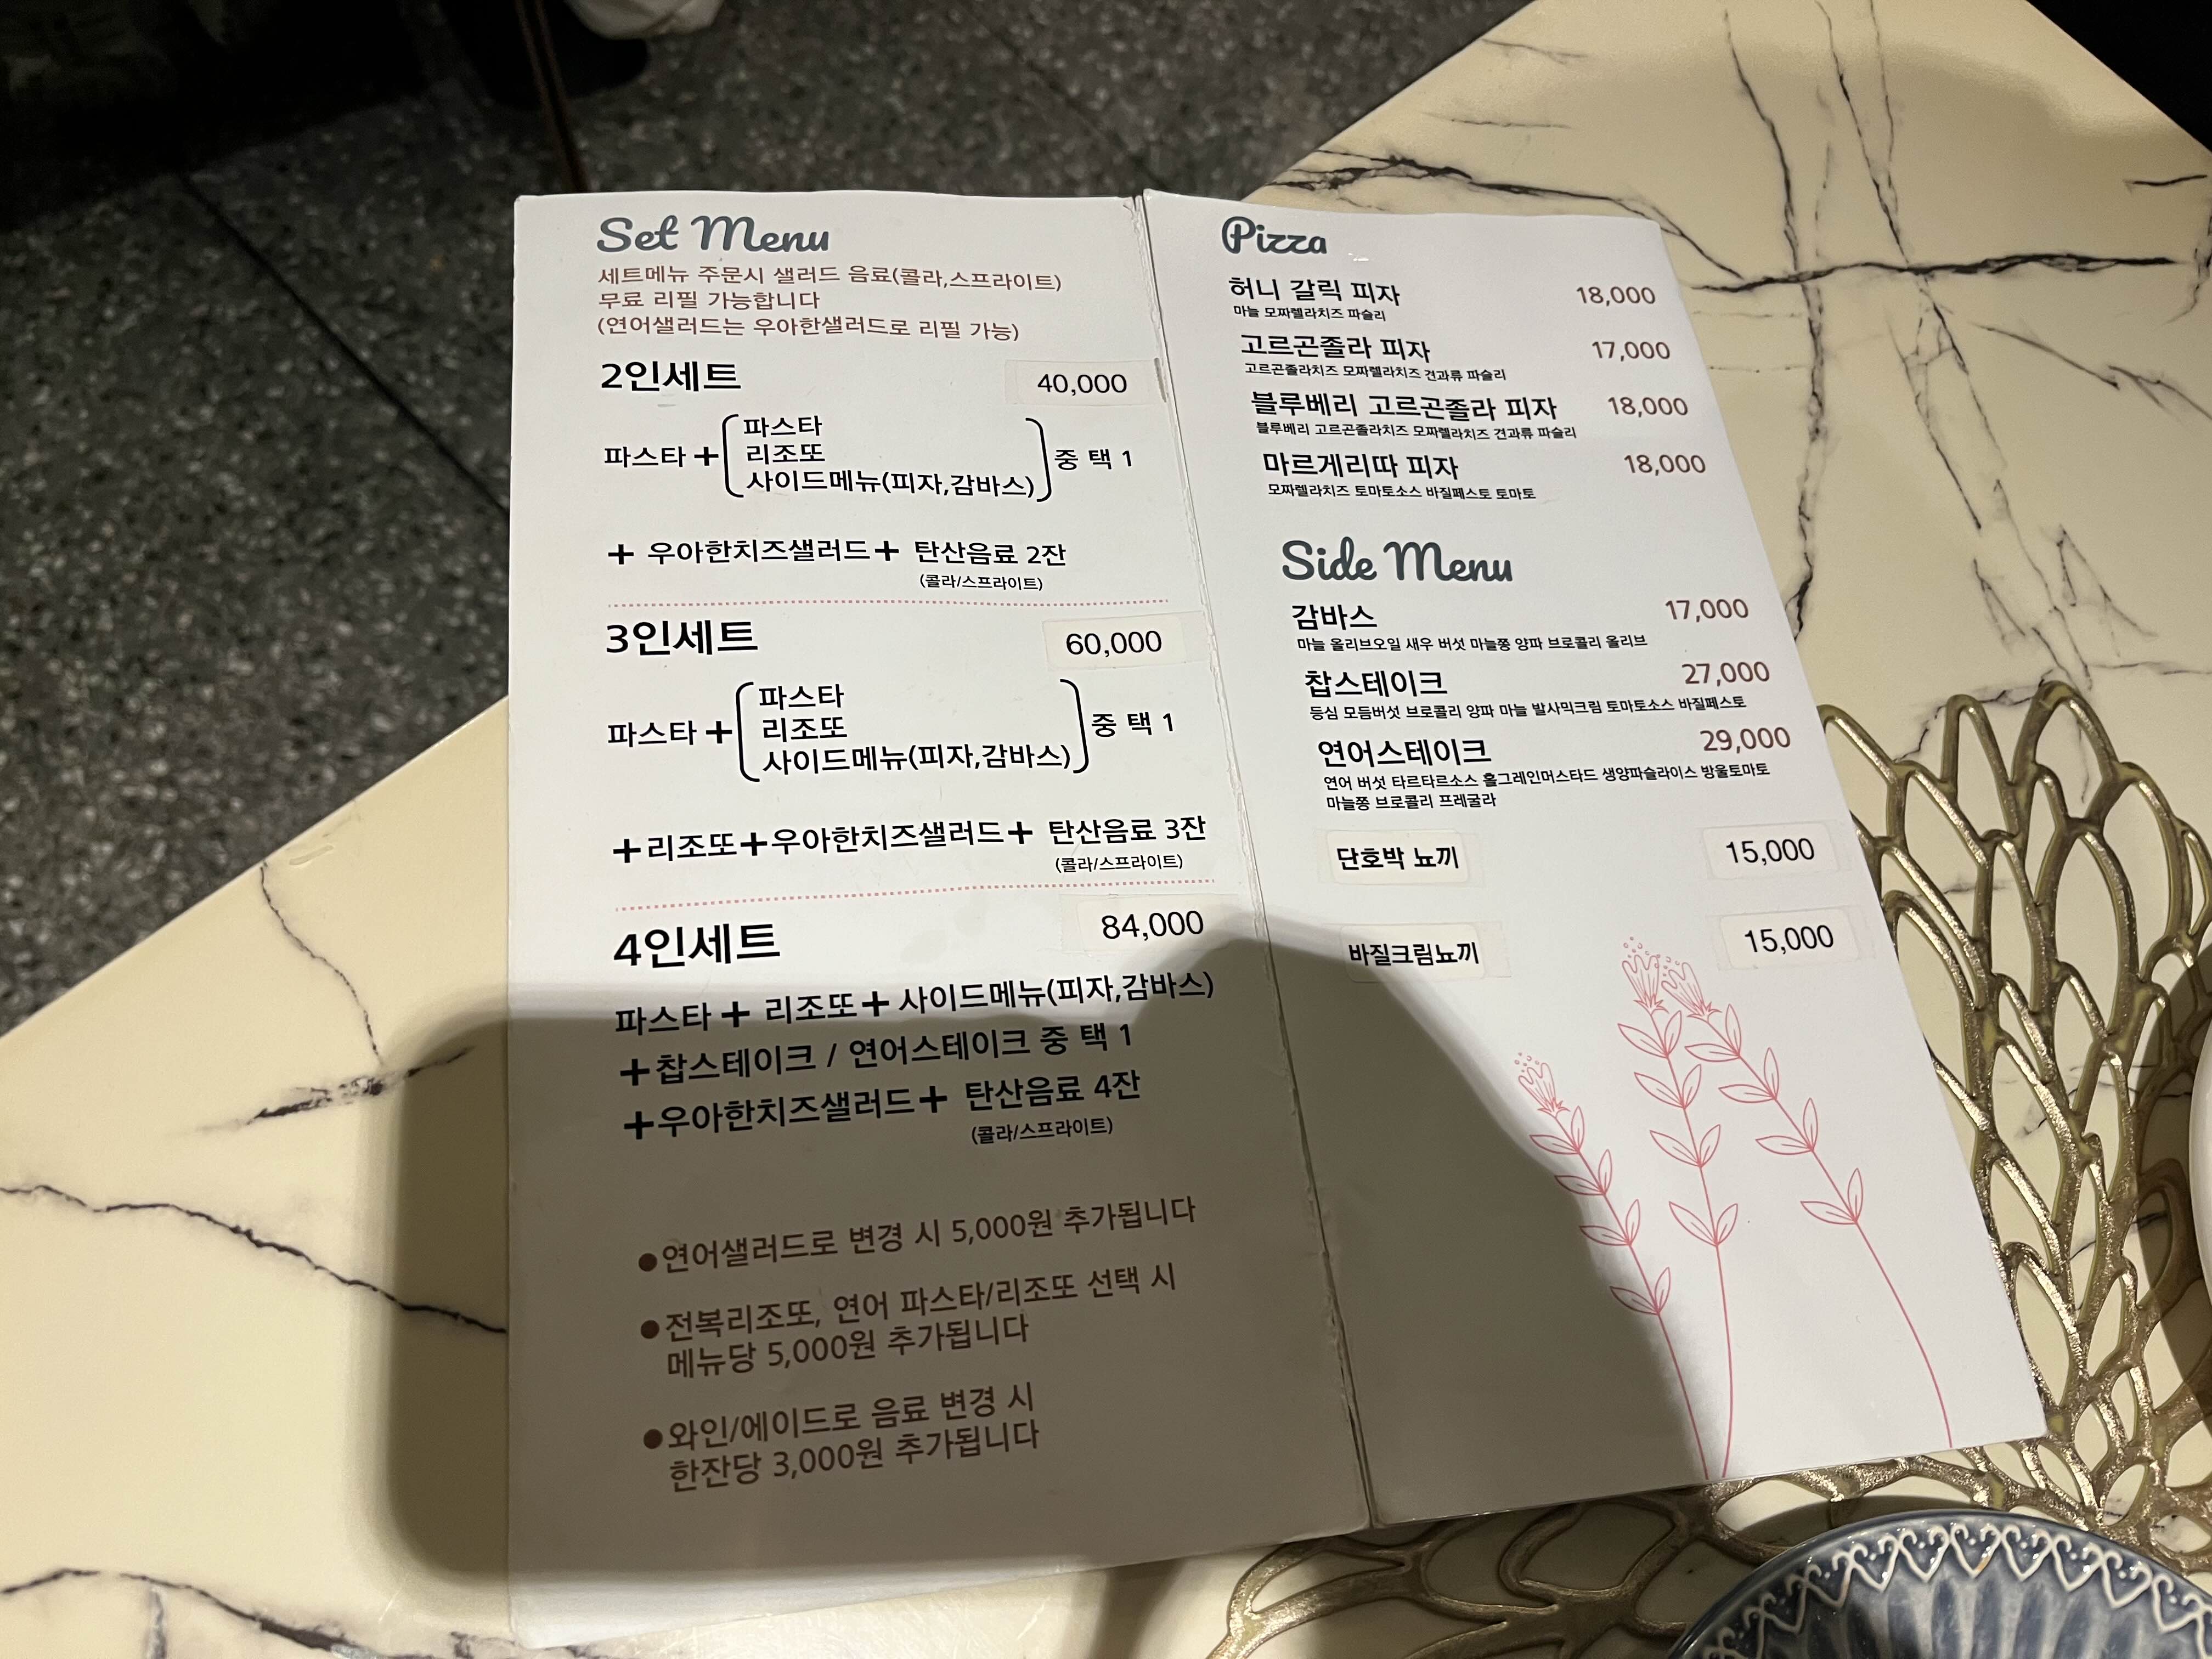 Set Menu
세트메뉴 주문시 샐러드 음료(콜라,스프라이트)
무료 리필 가능합니다
(연어샐러드는 우아한샐러드로 리필 가능)
2인세트 40,000
파스타
파스타 + 리조또 중 택 1
사이드메뉴(피자,감바스)
+ 우아한치즈샐러드+ 탄산음료 2잔
(콜라/스프라이트)
3인세트 60,000
파스타
파스타 + 리조또 중 택 1
사이드메뉴(피자,감바스)
+리조또+우아한치즈샐러드+ 탄산음료 3잔
(콜라/스프라이트)
4인세트 84,000
파스타 + 리조또+ 사이드메뉴(피자,감바스)
+찹스테이크 / 연어스테이크 중 택 1
+우아한치즈샐러드+ 탄산음료 4잔
(콜라/스프라이트)
●연어샐러드로 변경 시 5,000원 추가됩니다
●전복리조또, 연어 파스타/리조또 선택 시
메뉴당 5,000원 추가됩니다
●와인/에이드로 음료 변경 시
한잔당 3,000원 추가됩니다
Pizza
허니 갈릭 피자 18,000
마늘 모짜렐라치즈 파슬리
고르곤졸라 피자 17,000
고르곤졸라치즈 모짜렐라치즈 견과류 파슬리
블루베리 고르곤졸라 피자 18,000
블루베리 고르곤졸라치즈 모짜렐라치즈 견과류 파슬리
마르게리따 피자 18,000
모짜렐라치즈 토마토소스 바질페스토 토마토
Side Menu
감바스 17,000
마늘 올리브오일 새우 버섯 마늘쫑 양파 브로콜리 올리브
찹스테이크 27,000
등심 모듬버섯 브로콜리 양파 마늘 발사믹크림 토마토소스 바질페스토
연어스테이크 29,000
연어 버섯 타르타르소스 홀그레인머스타드 생양파슬라이스 방울토마토
마늘쫑 브로콜리 프레굴라
단호박 뇨끼 15,000
바질크림뇨끼 15,000